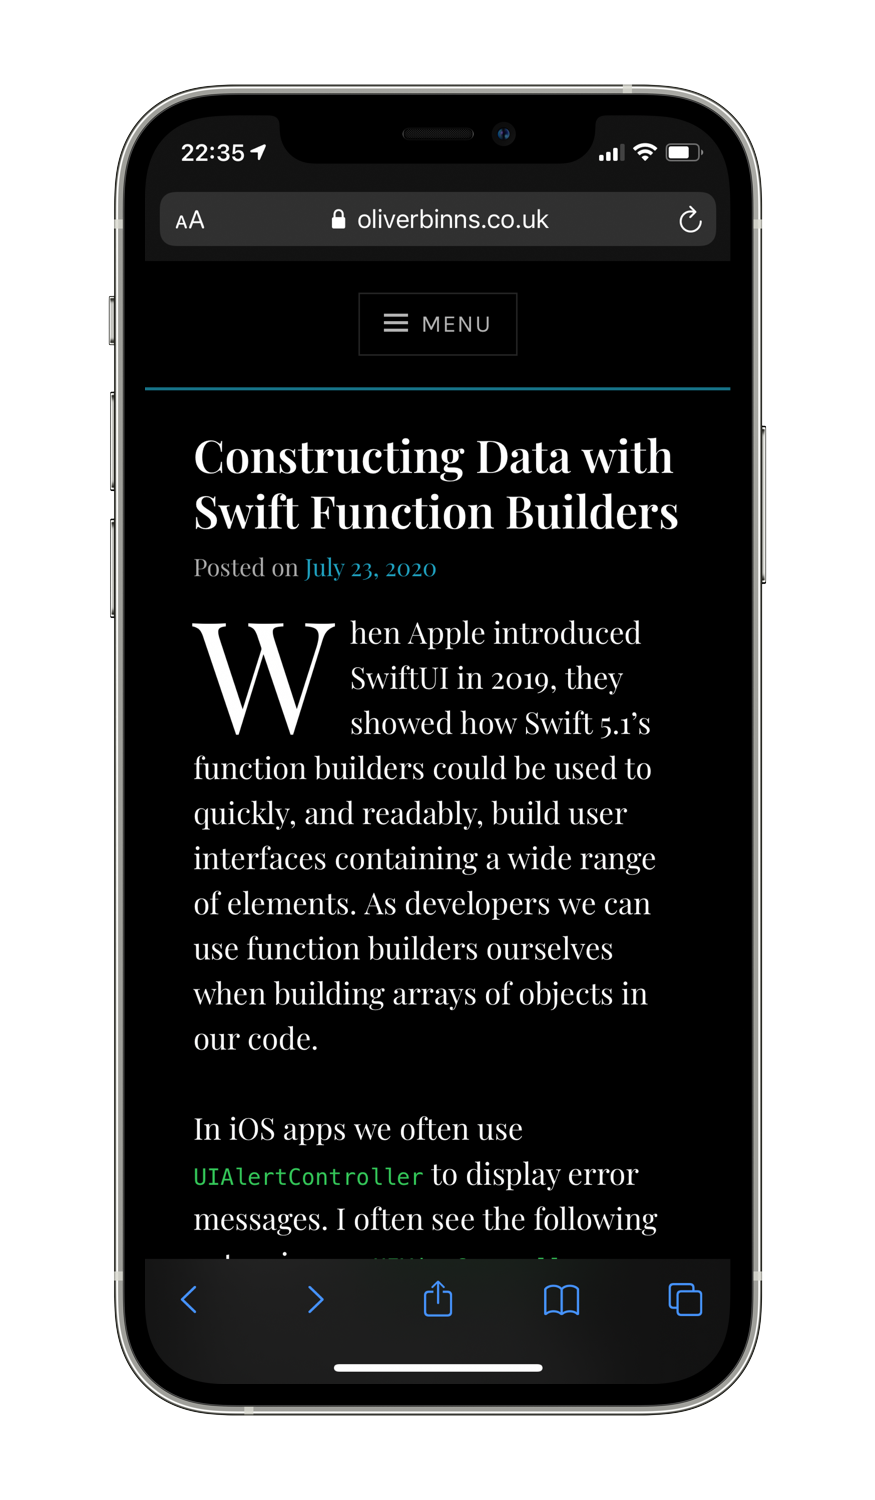 22:35
AA oliverbinns.co.uk
MENU
Constructing Data with
Swift Function Builders
Posted on July 23, 2020
When Apple introduced
SwiftUI in 2019, they
showed how Swift 5.1’s
function builders could be used to
quickly, and readably, build user
interfaces containing a wide range
of elements. As developers we can
use function builders ourselves
when building arrays of objects in
our code.
In iOS apps we often use
UIAlertController to display error
messages. I often see the following